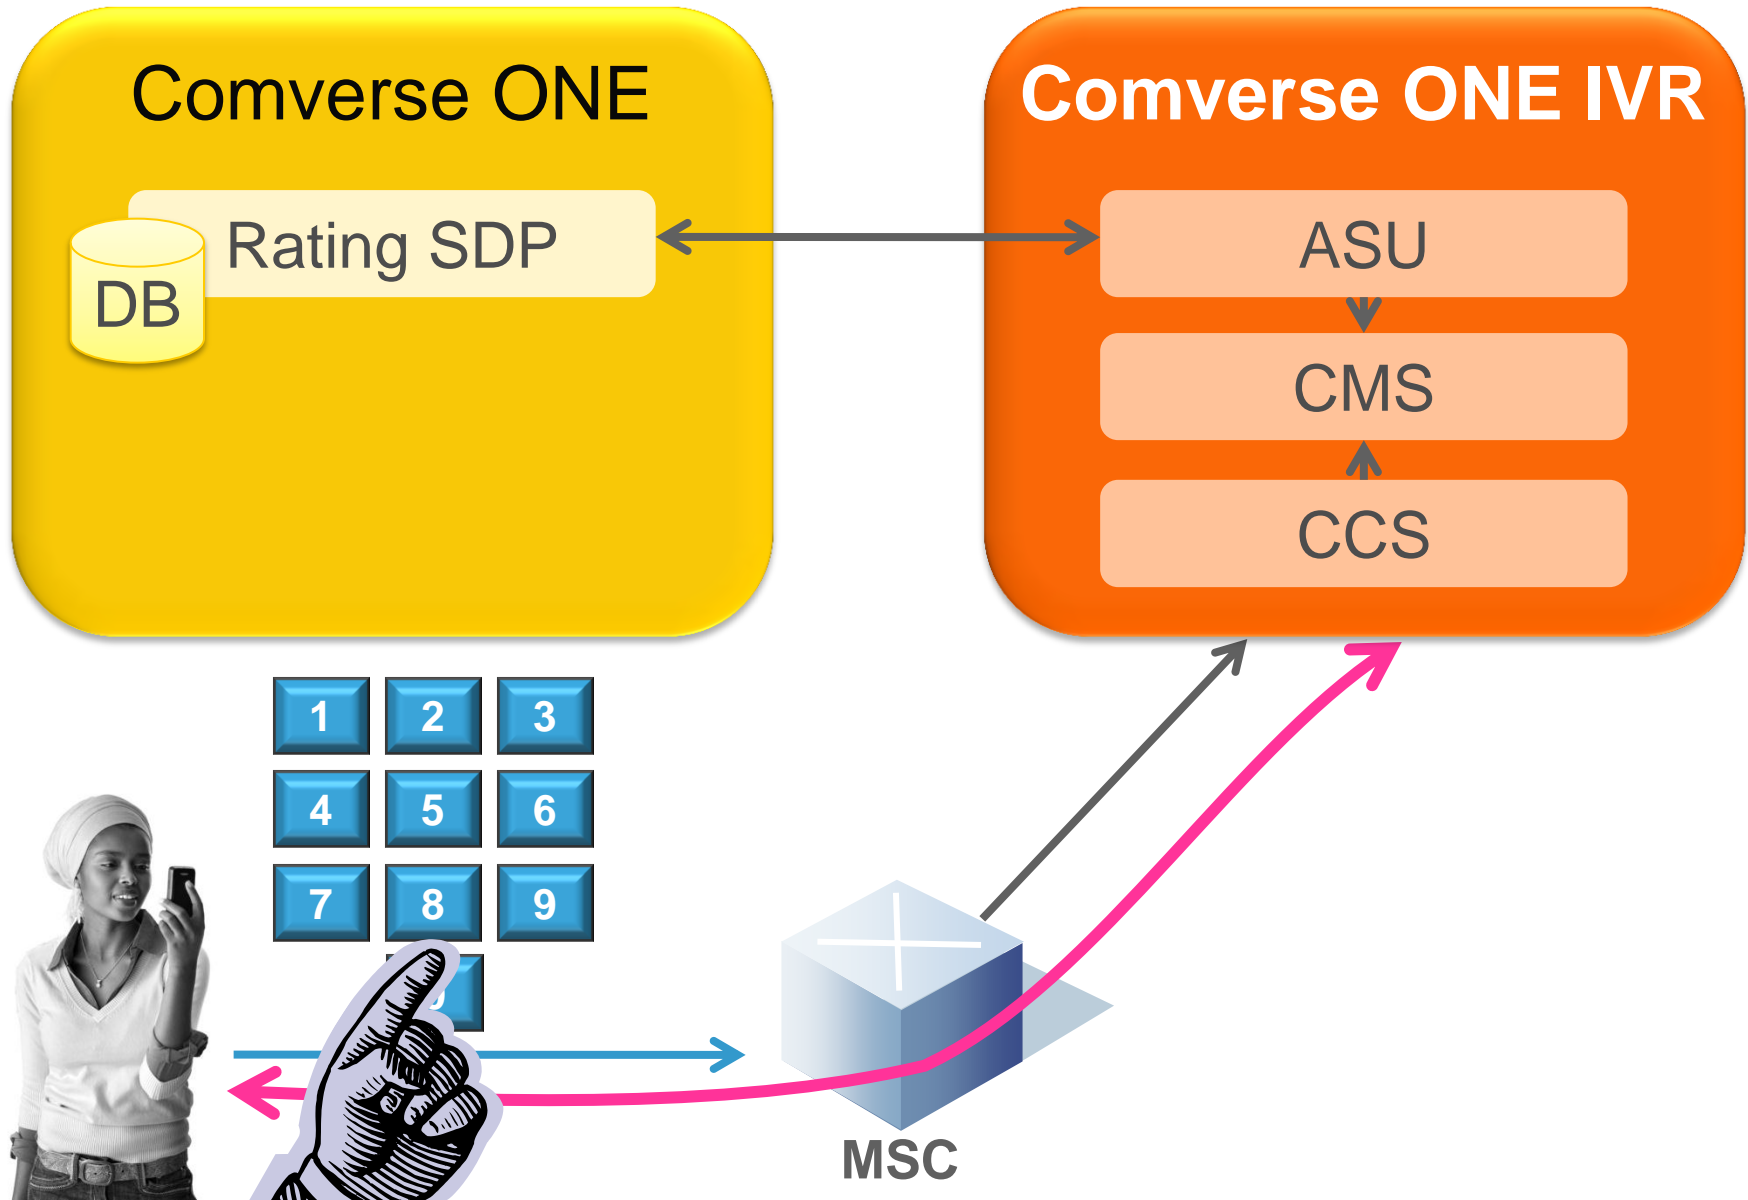 Comverse ONE
Comverse ONE IVR
Rating SDP
DB
ASU
CMS
CCS
1 2 3
4 5 6
7 8 9
MSC